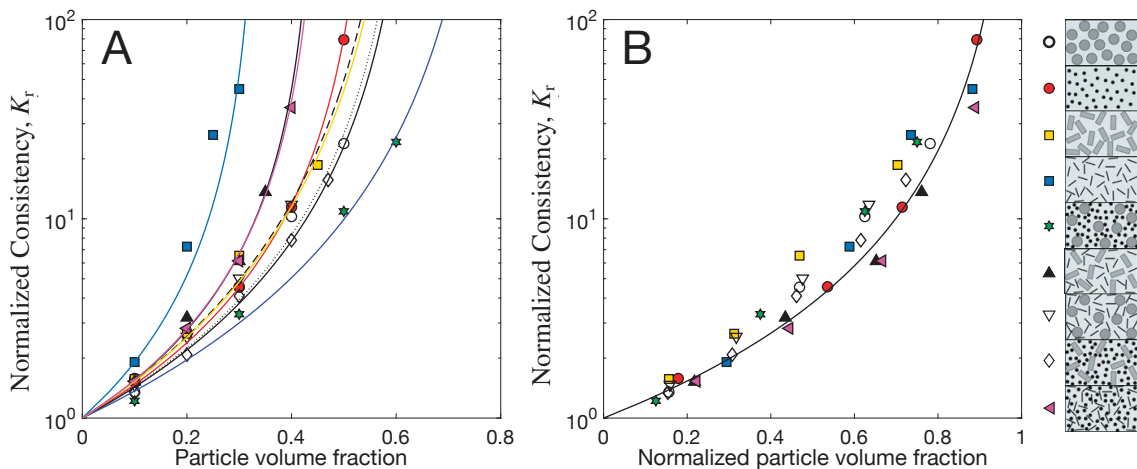 A
Normalized Consistency, Kr
10^2
10^1
10^0
0
0.2
0.4
0.6
0.8
Particle volume fraction
B
Normalized Consistency, Kr
10^2
10^1
10^0
0
0.2
0.4
0.6
0.8
1
Normalized particle volume fraction